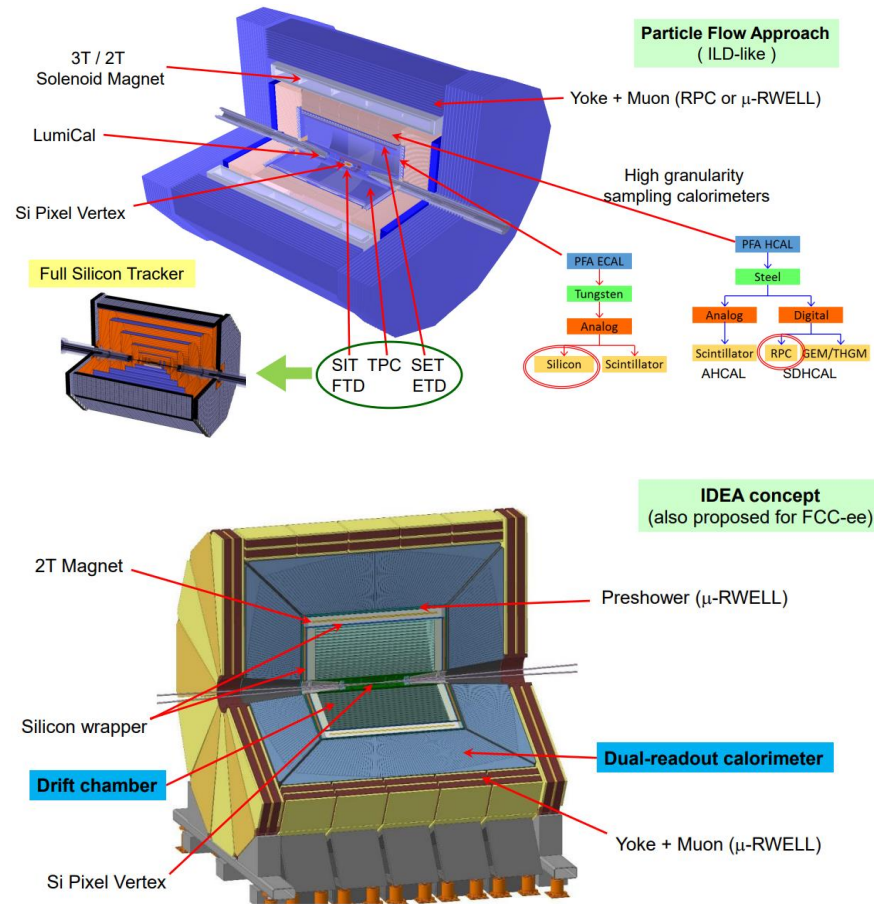 Particle Flow Approach
( ILD-like )
3T / 2T
Solenoid Magnet
Yoke + Muon (RPC or μ-RWELL)
LumiCal
High granularity
sampling calorimeters
Si Pixel Vertex
Full Silicon Tracker
PFA ECAL
Tungsten
Analog
Silicon
Scintillator
PFA HCAL
Steel
Analog
Digital
Scintillator
RPC
GEM/THGM
AHCAL
SDHCAL
SIT TPC SET
FTD ETD
IDEA concept
(also proposed for FCC-ee)
2T Magnet
Preshower (μ-RWELL)
Silicon wrapper
Drift chamber
Dual-readout calorimeter
Yoke + Muon (μ-RWELL)
Si Pixel Vertex